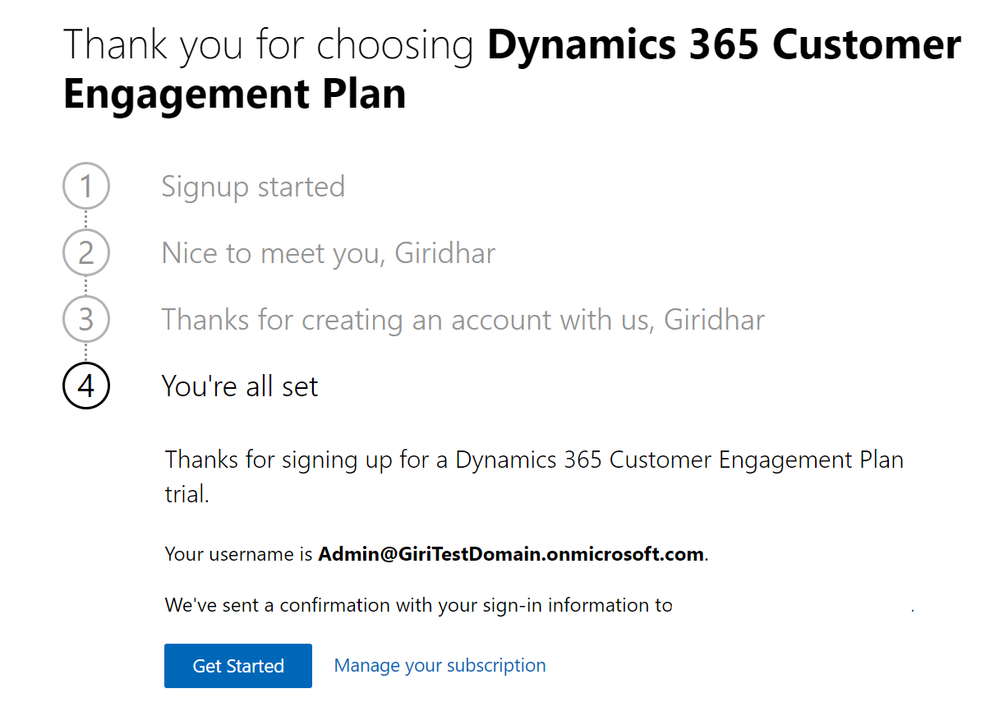 Thank you for choosing Dynamics 365 Customer
Engagement Plan
1 Signup started
2 Nice to meet you, Giridhar
3 Thanks for creating an account with us, Giridhar
4 You're all set
Thanks for signing up for a Dynamics 365 Customer Engagement Plan
trial.
Your username is Admin@GiriTestDomain.onmicrosoft.com.
We've sent a confirmation with your sign-in information to .
Get Started Manage your subscription